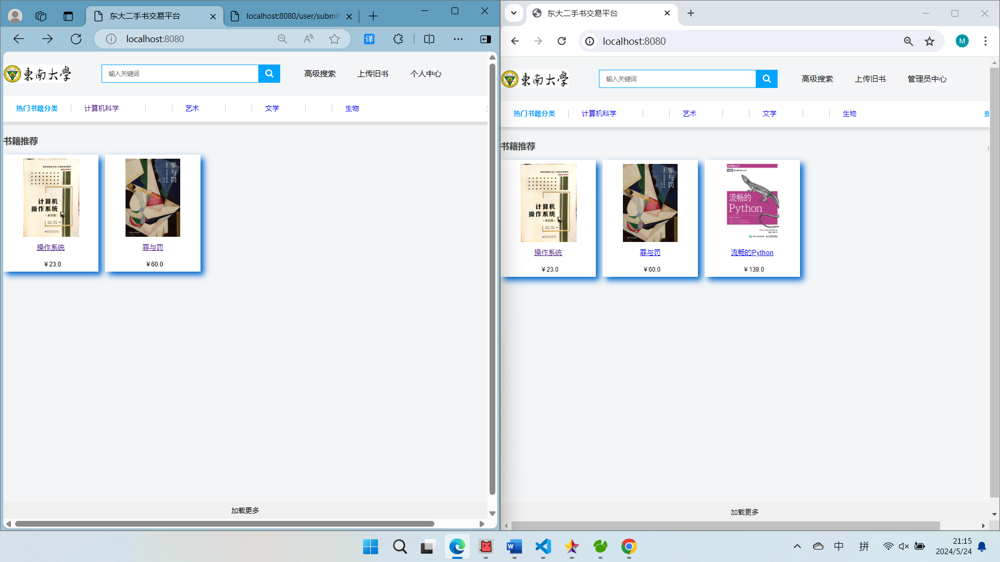 东大二手书交易平台
localhost:8080/user/submit
localhost:8080
译
東南大學
输入关键词
高级搜索
上传旧书
个人中心
热门书籍分类
计算机科学
艺术
文学
生物
书籍推荐
计算机
操作系统
(第四版)
罪与罚
操作系统
罪与罚
￥23.0
￥60.0
加载更多
东大二手书交易平台
localhost:8080
M
東南大學
输入关键词
高级搜索
上传旧书
管理员中心
热门书籍分类
计算机科学
艺术
文学
生物
书籍推荐
计算机
操作系统
(第四版)
罪与罚
O'REILLY
流畅的
Python
操作系统
罪与罚
流畅的Python
￥23.0
￥60.0
￥139.0
加载更多
中
拼
21:15
2024/5/24